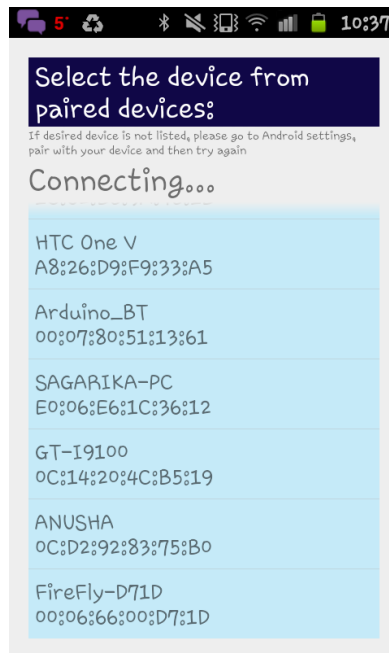 5°
10:37
Select the device from
paired devices:
If desired device is not listed, please go to Android settings,
pair with your device and then try again
Connecting...
HTC One V
A8:26:D9:F9:33:A5
Arduino_BT
00:07:80:51:13:61
SAGARIKA-PC
E0:06:E6:1C:36:12
GT-I9100
0C:14:20:4C:B5:19
ANUSHA
0C:D2:92:83:75:B0
FireFly-D71D
00:06:66:00:D7:1D